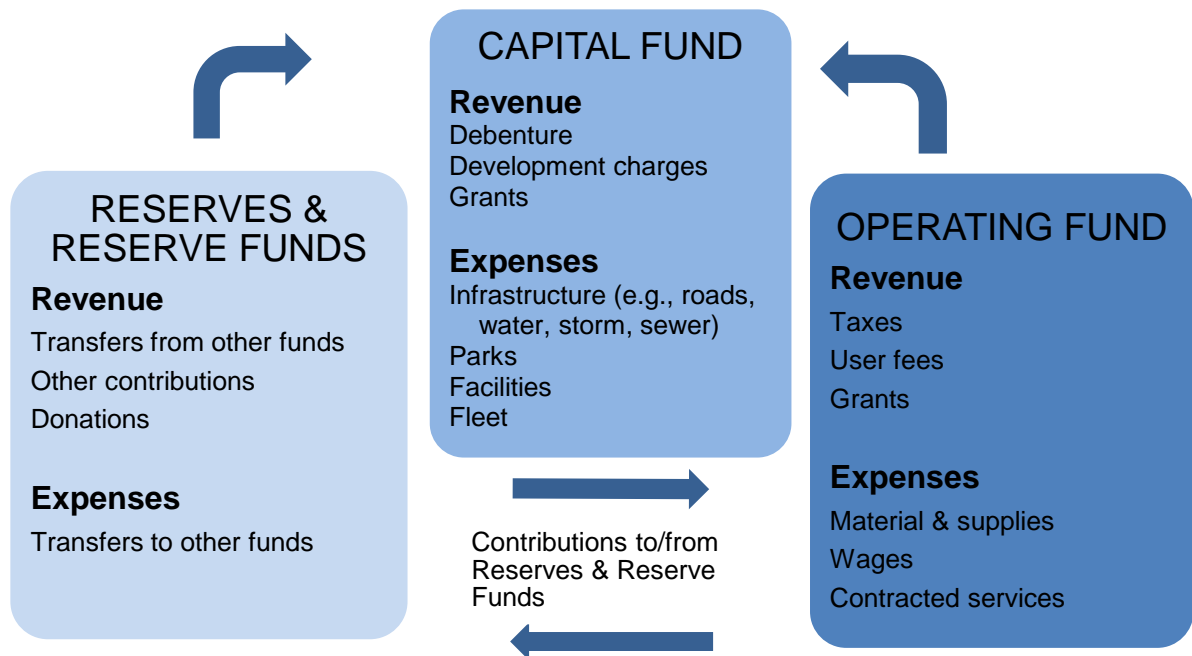 CAPITAL FUND
Revenue
Debenture
Development charges
Grants
Expenses
Infrastructure (e.g., roads,
water, storm, sewer)
Parks
Facilities
Fleet
RESERVES &
RESERVE FUNDS
Revenue
Transfers from other funds
Other contributions
Donations
Expenses
Transfers to other funds
OPERATING FUND
Revenue
Taxes
User fees
Grants
Expenses
Material & supplies
Wages
Contracted services
Contributions to/from
Reserves & Reserve
Funds